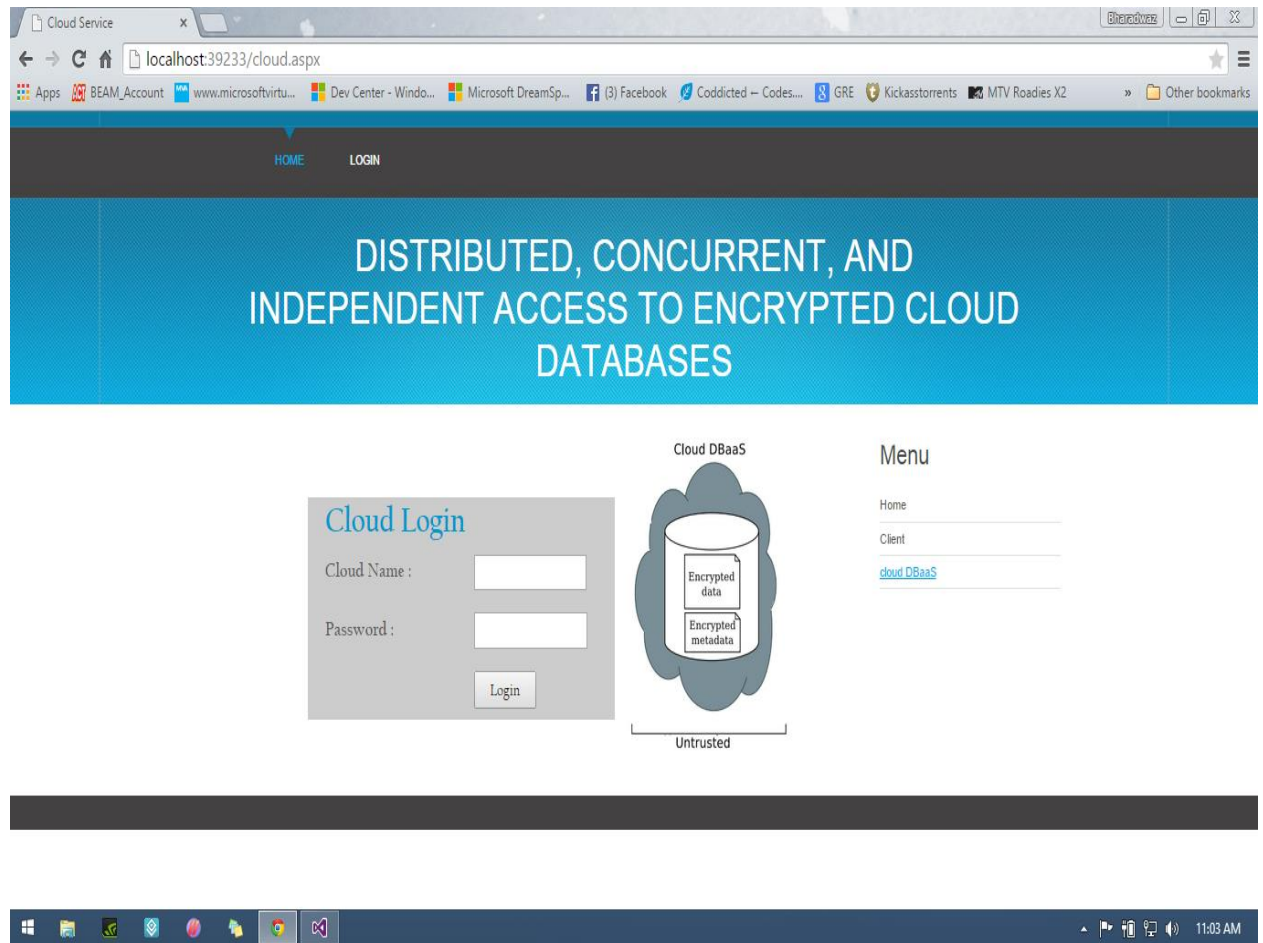 Cloud Service
Bharadwaz
localhost:39233/cloud.aspx
Apps BEAM_Account www.microsoftvirtu... Dev Center - Windo... Microsoft DreamSp... (3) Facebook Coddicted – Codes.... GRE Kickasstorrents MTV Roadies X2 » Other bookmarks
HOME LOGIN
DISTRIBUTED, CONCURRENT, AND
INDEPENDENT ACCESS TO ENCRYPTED CLOUD
DATABASES
Cloud Login
Cloud Name :
Password :
Login
Cloud DBaaS
Encrypted
data
Encrypted
metadata
Untrusted
Menu
Home
Client
cloud DBaaS
11:03 AM